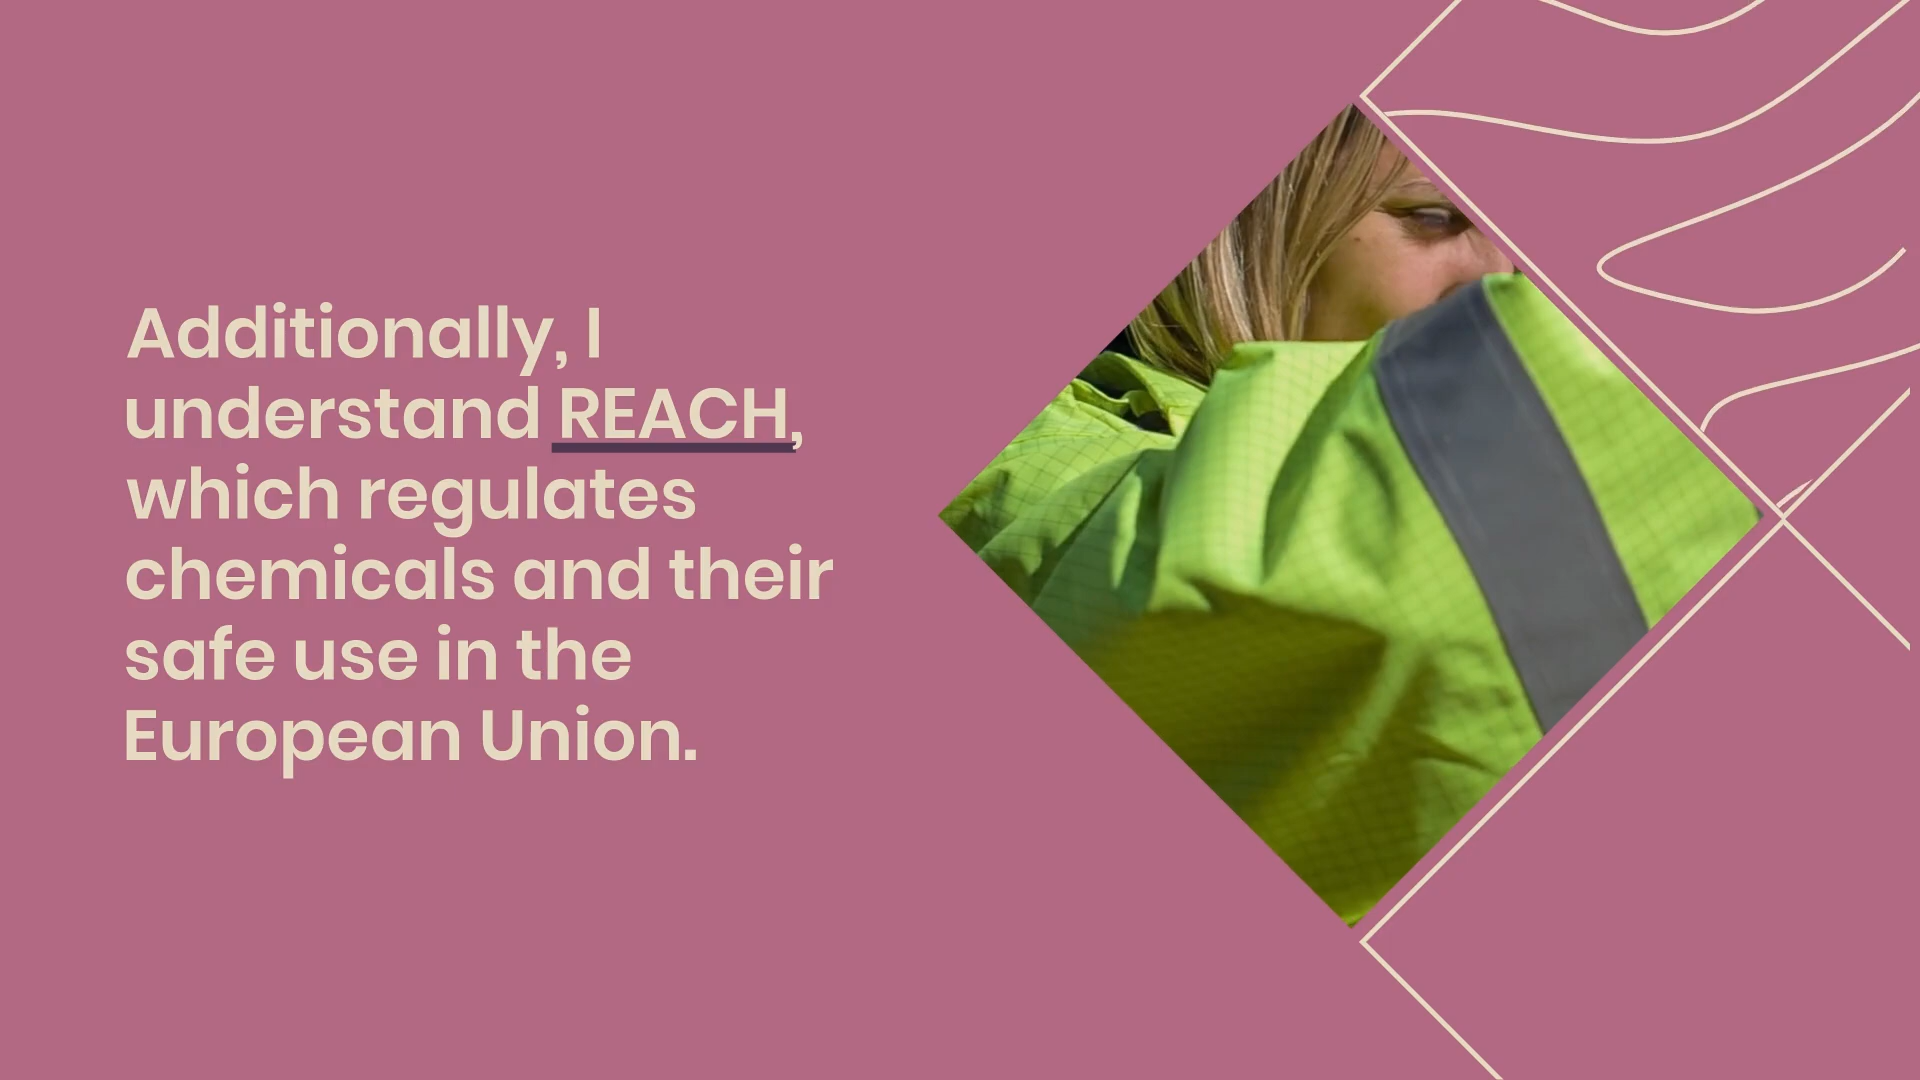 Additionally, I
understand REACH,
which regulates
chemicals and their
safe use in the
European Union.